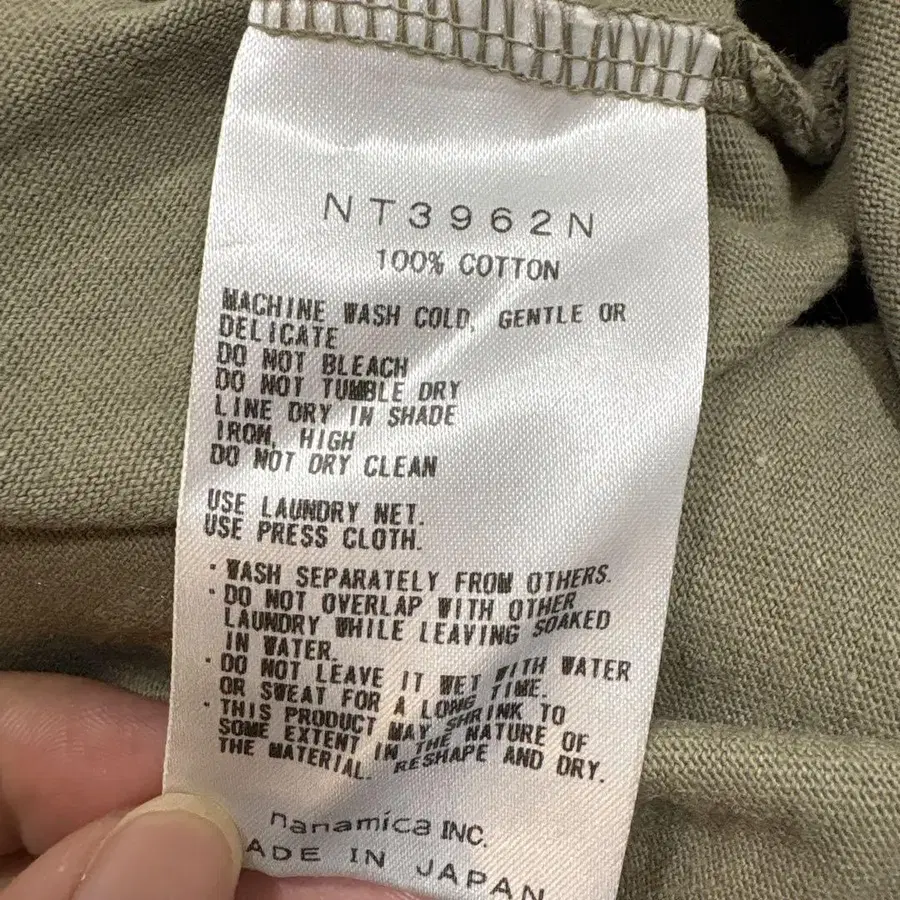 NT3962N
100% COTTON
MACHINE WASH COLD, GENTLE OR
DELICATE
DO NOT BLEACH
DO NOT TUMBLE DRY
LINE DRY IN SHADE
IRON, HIGH
DO NOT DRY CLEAN
USE LAUNDRY NET.
USE PRESS CLOTH.
・WASH SEPARATELY FROM OTHERS.
・DO NOT OVERLAP WITH OTHER
LAUNDRY WHILE LEAVING SOAKED
IN WATER.
・DO NOT LEAVE IT WET WITH WATER
OR SWEAT FOR A LONG TIME.
・THIS PRODUCT MAY SHRINK TO
SOME EXTENT IN THE NATURE OF
THE MATERIAL. RESHAPE AND DRY.
nanamica INC.
ADE IN JAPAN